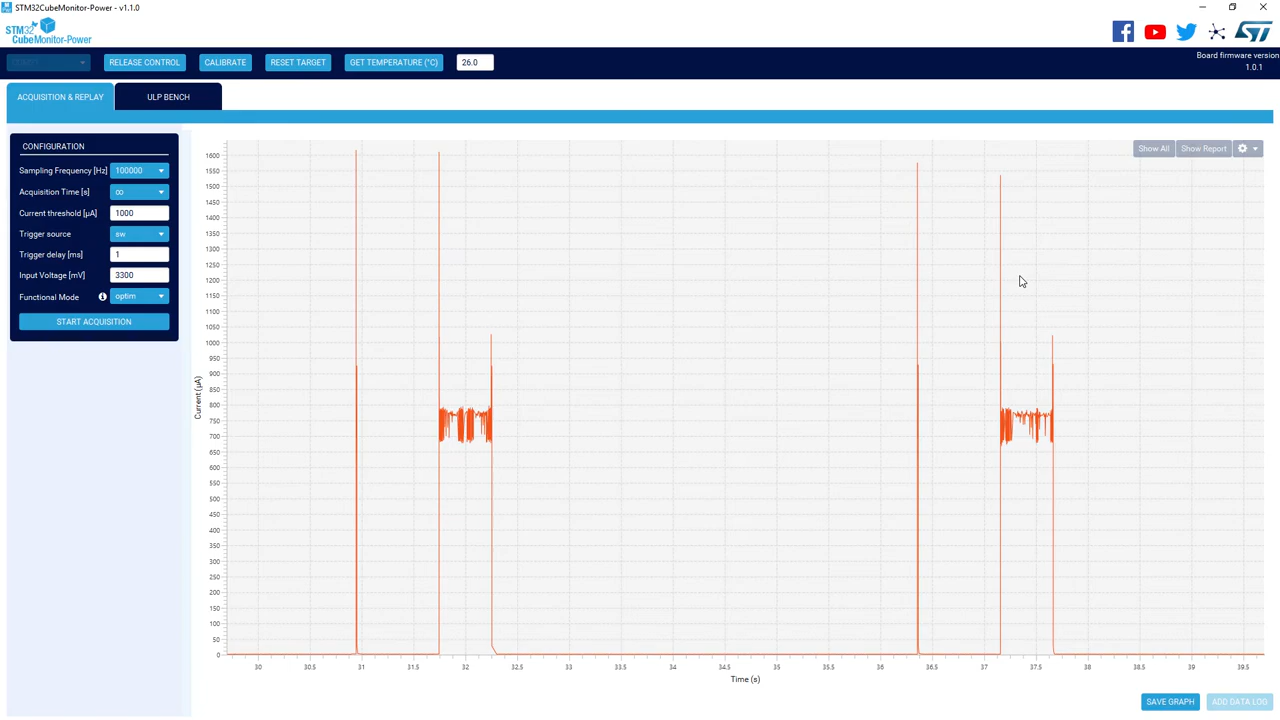 STM32CubeMonitor-Power - v1.1.0
STM32
CubeMonitor-Power
RELEASE CONTROL
CALIBRATE
RESET TARGET
GET TEMPERATURE (°C)
26.0
Board firmware version
1.0.1
ACQUISITION & REPLAY
ULP BENCH
CONFIGURATION
Sampling Frequency [Hz] 100000
Acquisition Time [s] ∞
Current threshold [µA] 1000
Trigger source sw
Trigger delay [ms] 1
Input Voltage [mV] 3300
Functional Mode optim
START ACQUISITION
Show All
Show Report
1600
1550
1500
1450
1400
1350
1300
1250
1200
1150
1100
1050
1000
950
900
850
800
750
700
650
600
550
500
450
400
350
300
250
200
150
100
50
0
Current (µA)
30 30.5 31 31.5 32 32.5 33 33.5 34 34.5 35 35.5 36 36.5 37 37.5 38 38.5 39 39.5
Time (s)
SAVE GRAPH
ADD DATA LOG